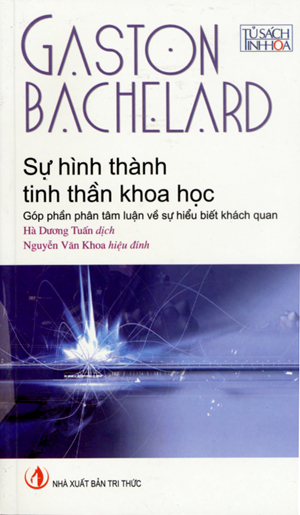 GASTON
BACHELARD
TỦ SÁCH
TINH HOA
Sự hình thành
tinh thần khoa học
Góp phần phân tâm luận về sự hiểu biết khách quan
Hà Dương Tuấn dịch
Nguyễn Văn Khoa hiệu đính
NHÀ XUẤT BẢN TRI THỨC